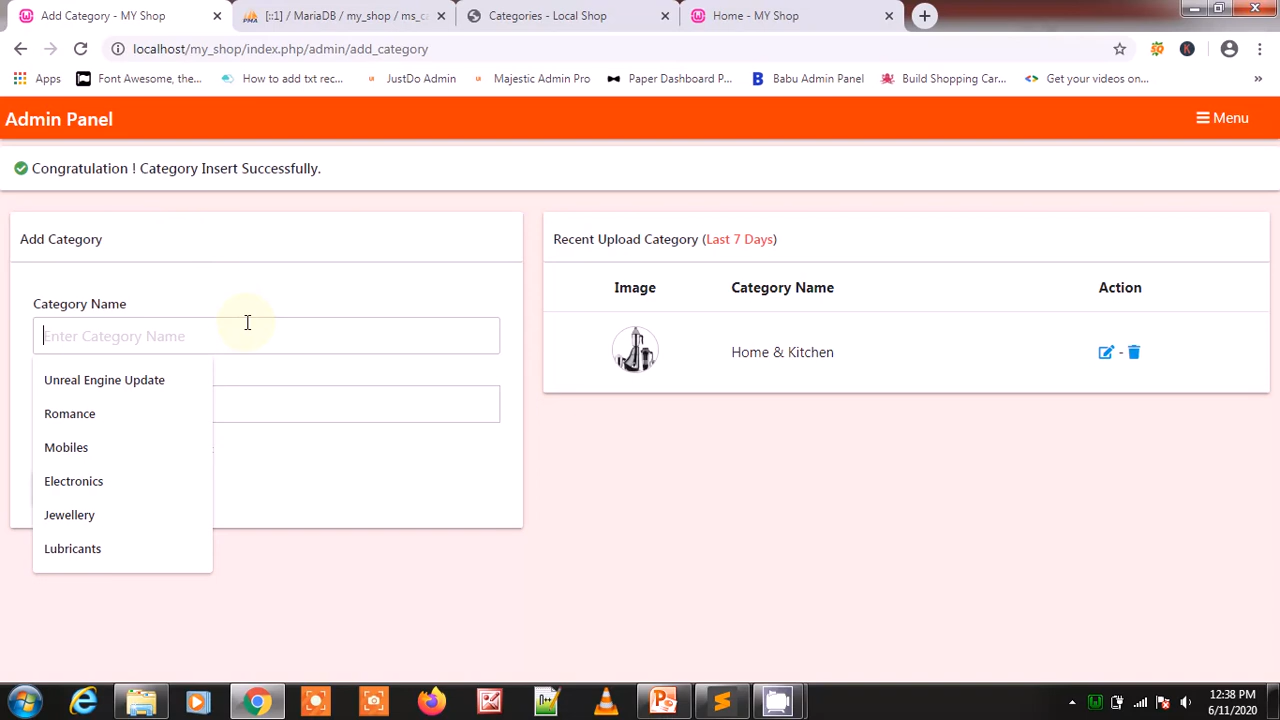 Add Category - MY Shop
[::1] / MariaDB / my_shop / ms_ca
Categories - Local Shop
Home - MY Shop
localhost/my_shop/index.php/admin/add_category
Apps
Font Awesome, the...
How to add txt rec...
JustDo Admin
Majestic Admin Pro
Paper Dashboard P...
Babu Admin Panel
Build Shopping Car...
Get your videos on...
»
Admin Panel
Menu
Congratulation ! Category Insert Successfully.
Add Category
Recent Upload Category (Last 7 Days)
Image Category Name Action
Category Name
Enter Category Name
Home & Kitchen
-
Unreal Engine Update
Romance
Mobiles
Electronics
Jewellery
Lubricants
12:38 PM
6/11/2020